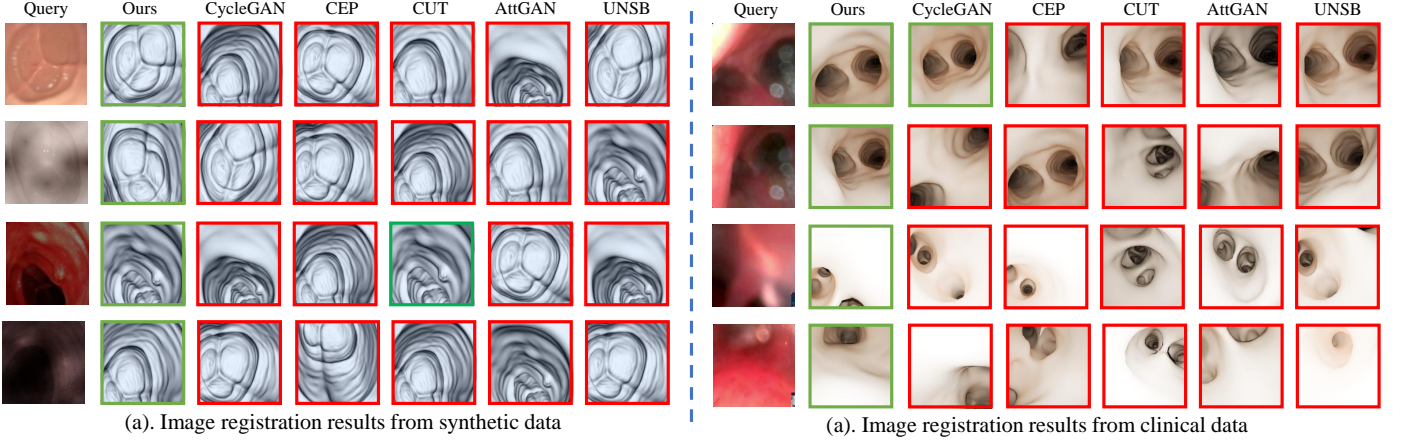 Query Ours CycleGAN CEP CUT AttGAN UNSB
Query Ours CycleGAN CEP CUT AttGAN UNSB
(a). Image registration results from synthetic data
(a). Image registration results from clinical data